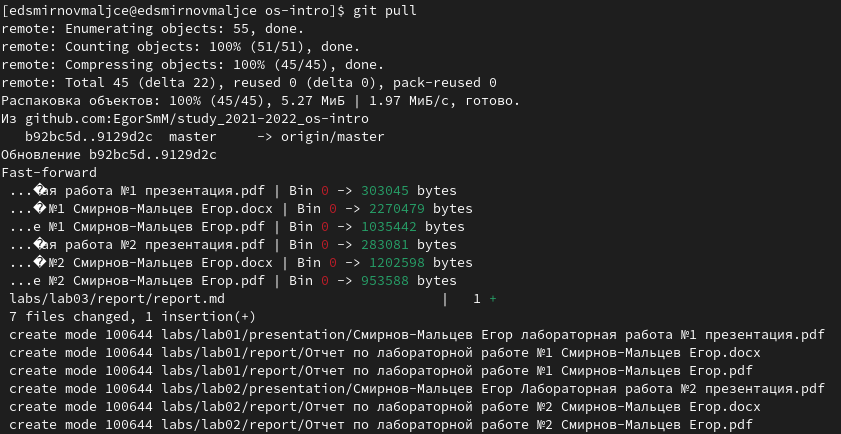 [edsmirnovmaljce@edsmirnovmaljce os-intro]$ git pull
remote: Enumerating objects: 55, done.
remote: Counting objects: 100% (51/51), done.
remote: Compressing objects: 100% (45/45), done.
remote: Total 45 (delta 22), reused 0 (delta 0), pack-reused 0
Распаковка объектов: 100% (45/45), 5.27 МиБ | 1.97 МиБ/с, готово.
Из github.com:EgorSmM/study_2021-2022_os-intro
   b92bc5d..9129d2c  master     -> origin/master
Обновление b92bc5d..9129d2c
Fast-forward
 ...�ая работа №1 презентация.pdf | Bin 0 -> 303045 bytes
 ...�№1 Смирнов-Мальцев Егор.docx | Bin 0 -> 2270479 bytes
 ...е №1 Смирнов-Мальцев Егор.pdf | Bin 0 -> 1035442 bytes
 ...�ая работа №2 презентация.pdf | Bin 0 -> 283081 bytes
 ...�№2 Смирнов-Мальцев Егор.docx | Bin 0 -> 1202598 bytes
 ...е №2 Смирнов-Мальцев Егор.pdf | Bin 0 -> 953588 bytes
 labs/lab03/report/report.md                           |   1 +
 7 files changed, 1 insertion(+)
 create mode 100644 labs/lab01/presentation/Смирнов-Мальцев Егор лабораторная работа №1 презентация.pdf
 create mode 100644 labs/lab01/report/Отчет по лабораторной работе №1 Смирнов-Мальцев Егор.docx
 create mode 100644 labs/lab01/report/Отчет по лабораторной работе №1 Смирнов-Мальцев Егор.pdf
 create mode 100644 labs/lab02/presentation/Смирнов-Мальцев Егор Лабораторная работа №2 презентация.pdf
 create mode 100644 labs/lab02/report/Отчет по лабораторной работе №2 Смирнов-Мальцев Егор.docx
 create mode 100644 labs/lab02/report/Отчет по лабораторной работе №2 Смирнов-Мальцев Егор.pdf